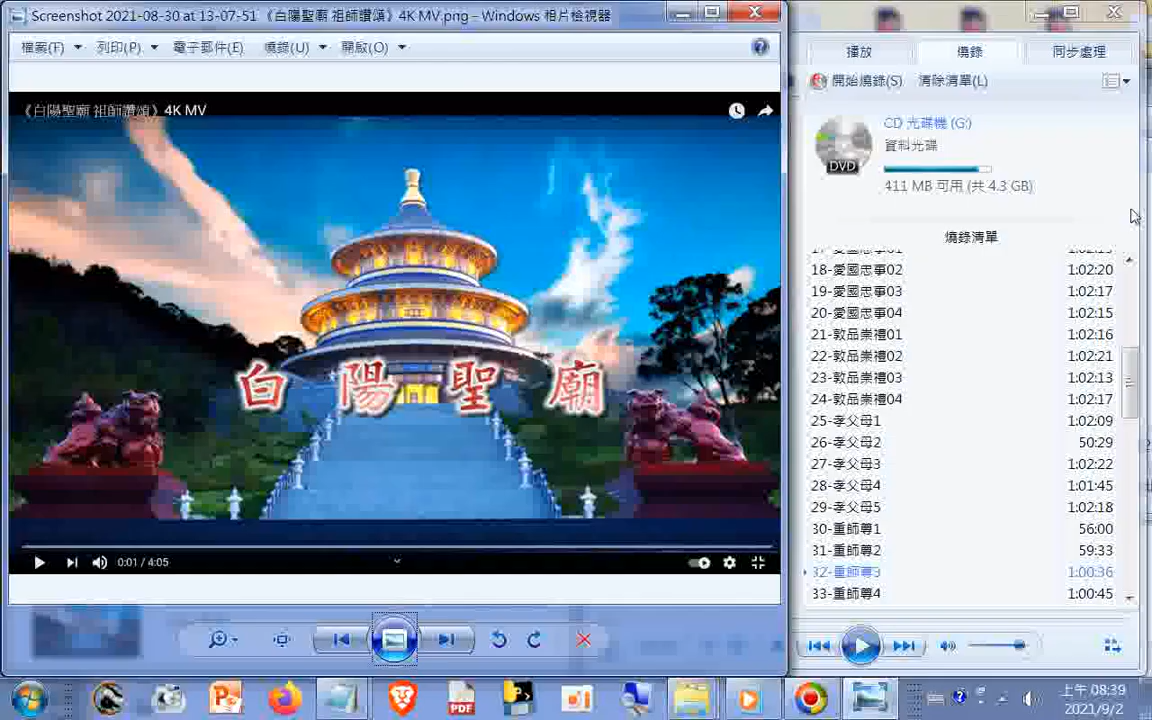 Screenshot 2021-08-30 at 13-07-51 《白陽聖廟 祖師讚頌》4K MV.png - Windows 相片檢視器
檔案(F)
列印(P)
電子郵件(E)
燒錄(U)
開啟(O)
《白陽聖廟 祖師讚頌》4K MV
白陽聖廟
0:01 / 4:05
播放
燒錄
同步處理
開始燒錄(S)
清除清單(L)
CD 光碟機 (G:)
資料光碟
DVD
411 MB 可用 (共 4.3 GB)
燒錄清單
18-愛國忠事02 1:02:20
19-愛國忠事03 1:02:17
20-愛國忠事04 1:02:15
21-敦品崇禮01 1:02:16
22-敦品崇禮02 1:02:21
23-敦品崇禮03 1:02:13
24-敦品崇禮04 1:02:17
25-孝父母1 1:02:09
26-孝父母2 50:29
27-孝父母3 1:02:22
28-孝父母4 1:01:45
29-孝父母5 1:02:18
30-重師尊1 56:00
31-重師尊2 59:33
32-重師尊3 1:00:36
33-重師尊4 1:00:45
PDF
上午 08:39
2021/9/2